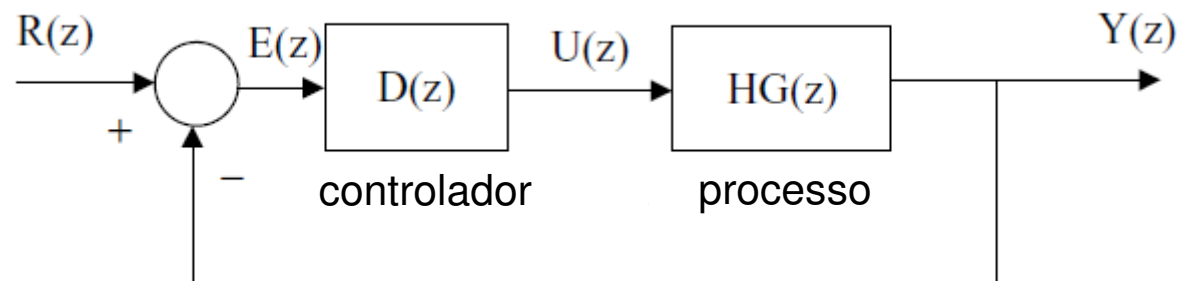 R(z)
E(z)
U(z)
Y(z)
D(z)
HG(z)
+
−
controlador
processo